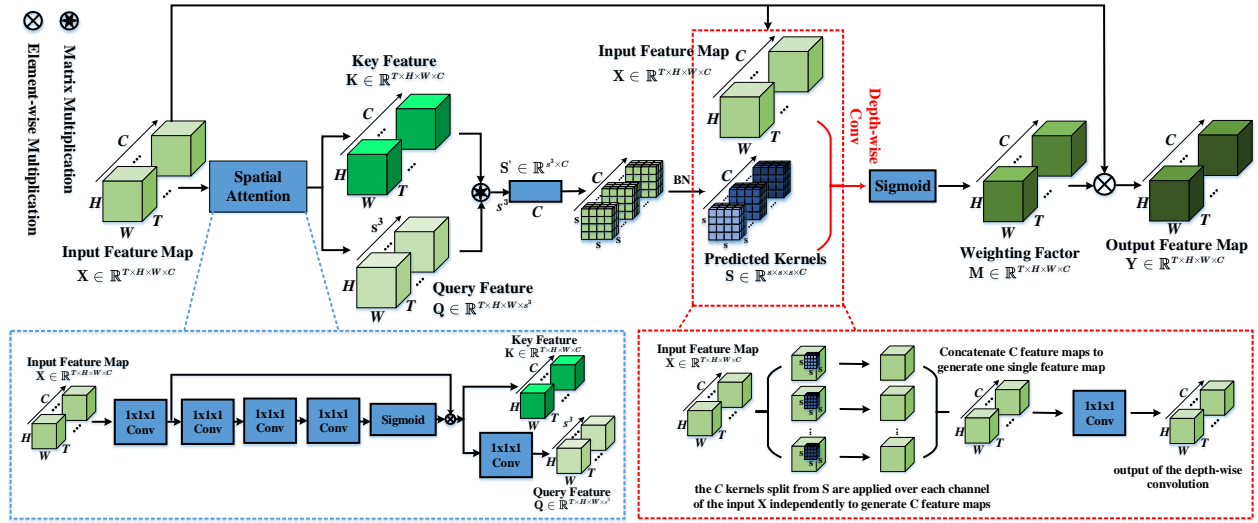 Element-wise Multiplication
Matrix Multiplication
C
H
W
T
Input Feature Map
X ∈ ℝ^{T×H×W×C}
Spatial
Attention
Key Feature
K ∈ ℝ^{T×H×W×C}
C
H
W
T
s³
H
W
T
Query Feature
Q ∈ ℝ^{T×H×W×s³}
S' ∈ ℝ^{s³×C}
s³
C
C
s
s
s
s
s
BN
Input Feature Map
X ∈ ℝ^{T×H×W×C}
C
H
W
T
C
s
s
s
s
s
Predicted Kernels
S ∈ ℝ^{s×s×s×C}
Depth-wise
Conv
Sigmoid
C
H
W
T
Weighting Factor
M ∈ ℝ^{T×H×W×C}
C
H
W
T
Output Feature Map
Y ∈ ℝ^{T×H×W×C}
Input Feature Map
X ∈ ℝ^{T×H×W×C}
C
H
W
T
1x1x1
Conv
1x1x1
Conv
1x1x1
Conv
1x1x1
Conv
Sigmoid
Key Feature
K ∈ ℝ^{T×H×W×C}
C
H
W
T
1x1x1
Conv
s³
H
W
T
Query Feature
Q ∈ ℝ^{T×H×W×s³}
Input Feature Map
X ∈ ℝ^{T×H×W×C}
C
H
W
T
s
s
s
s
s
s
s
s
s
Concatenate C feature maps to
generate one single feature map
C
H
W
T
1x1x1
Conv
C
H
W
T
output of the depth-wise
convolution
the C kernels split from S are applied over each channel
of the input X independently to generate C feature maps